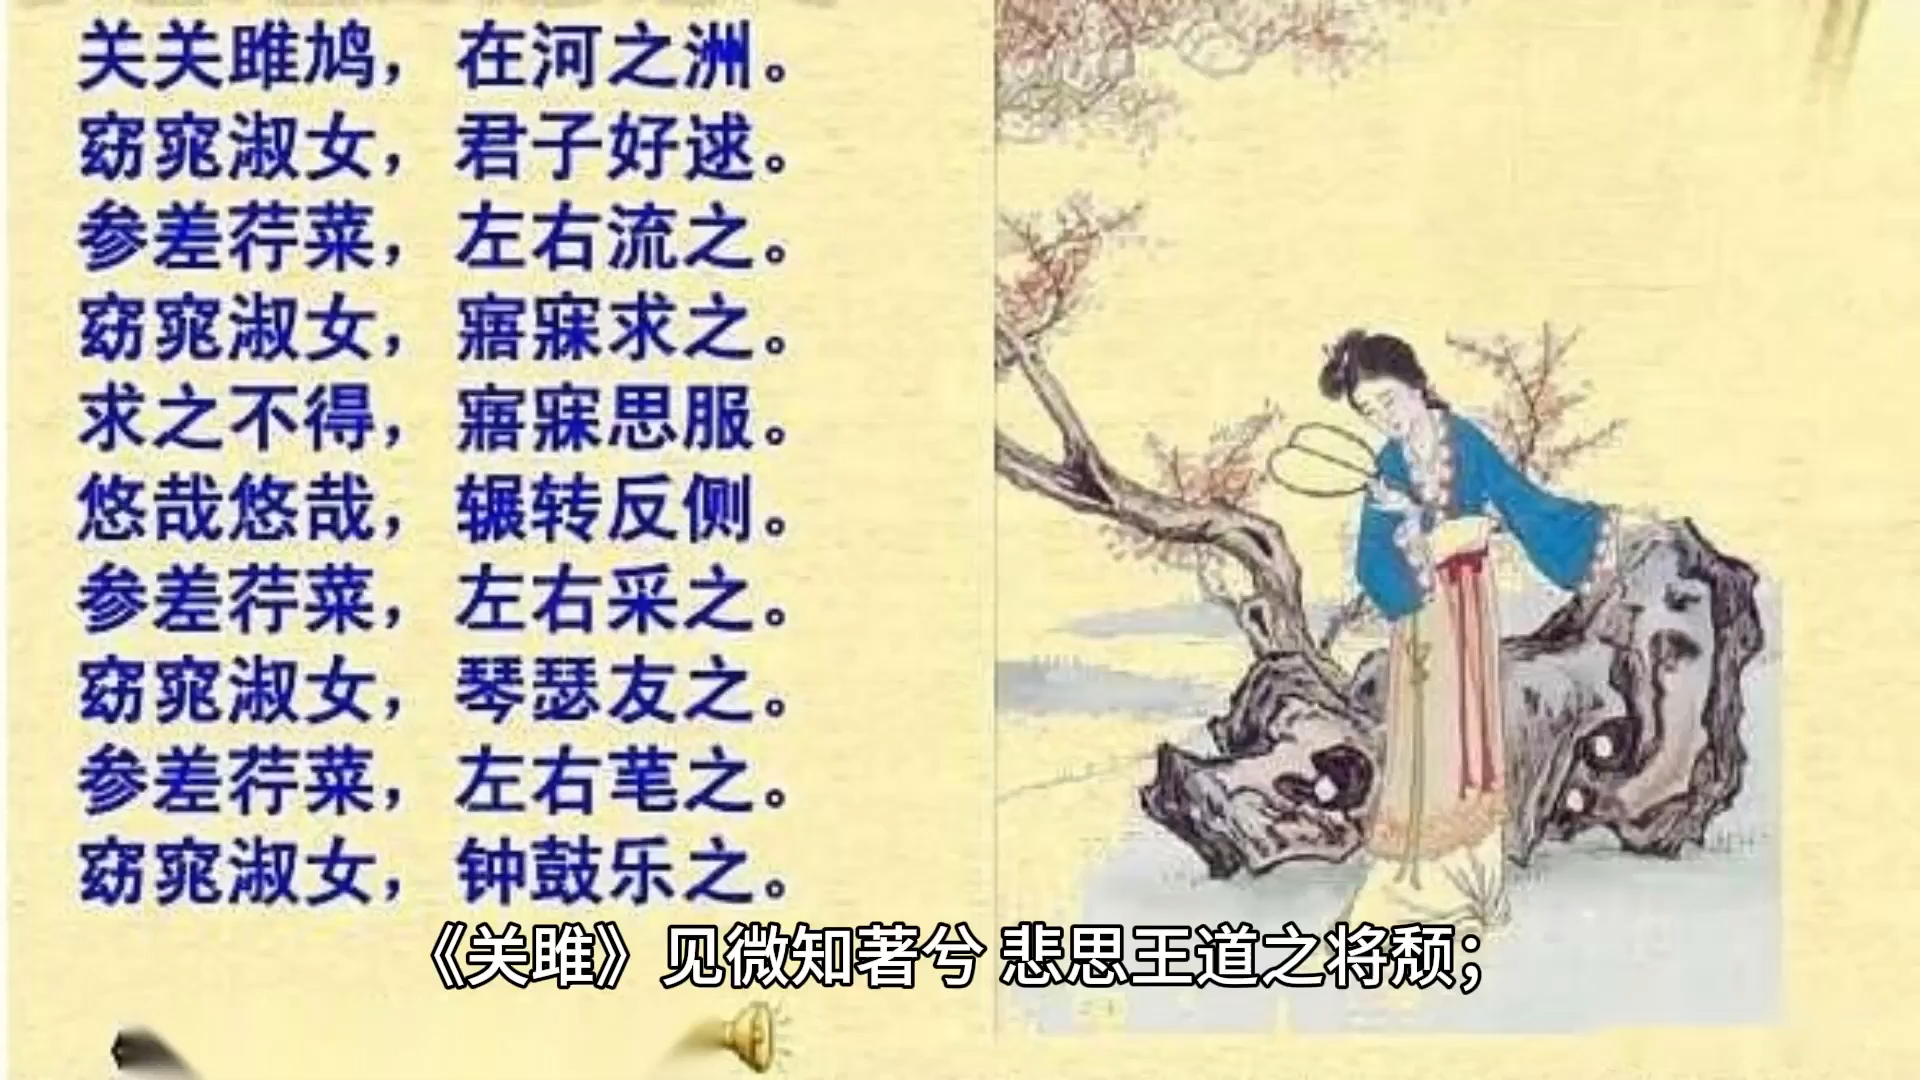 关关雎鸠，在河之洲。
窈窕淑女，君子好逑。
参差荇菜，左右流之。
窈窕淑女，寤寐求之。
求之不得，寤寐思服。
悠哉悠哉，辗转反侧。
参差荇菜，左右采之。
窈窕淑女，琴瑟友之。
参差荇菜，左右芼之。
窈窕淑女，钟鼓乐之。
《关雎》见微知著兮 悲思王道之将颓；